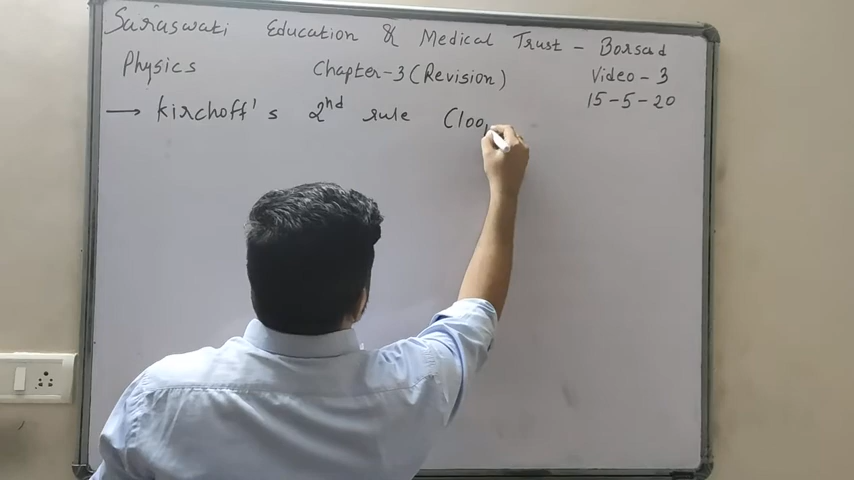 Saraswati Education & Medical Trust - Borsad
Physics Chapter-3 (Revision) Video - 3
15-5-20
→ Kirchoff's 2nd rule (loo